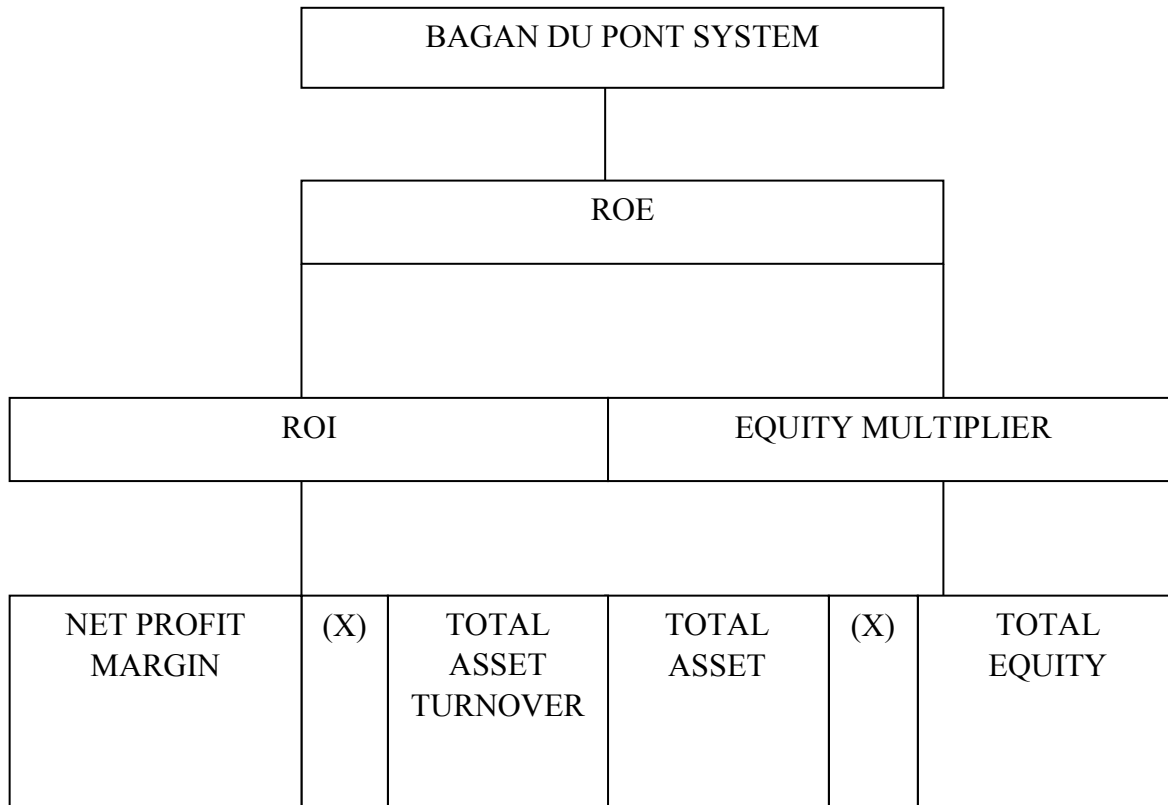 BAGAN DU PONT SYSTEM
ROE
ROI
EQUITY MULTIPLIER
NET PROFIT
MARGIN
(X)
TOTAL
ASSET
TURNOVER
TOTAL
ASSET
(X)
TOTAL
EQUITY